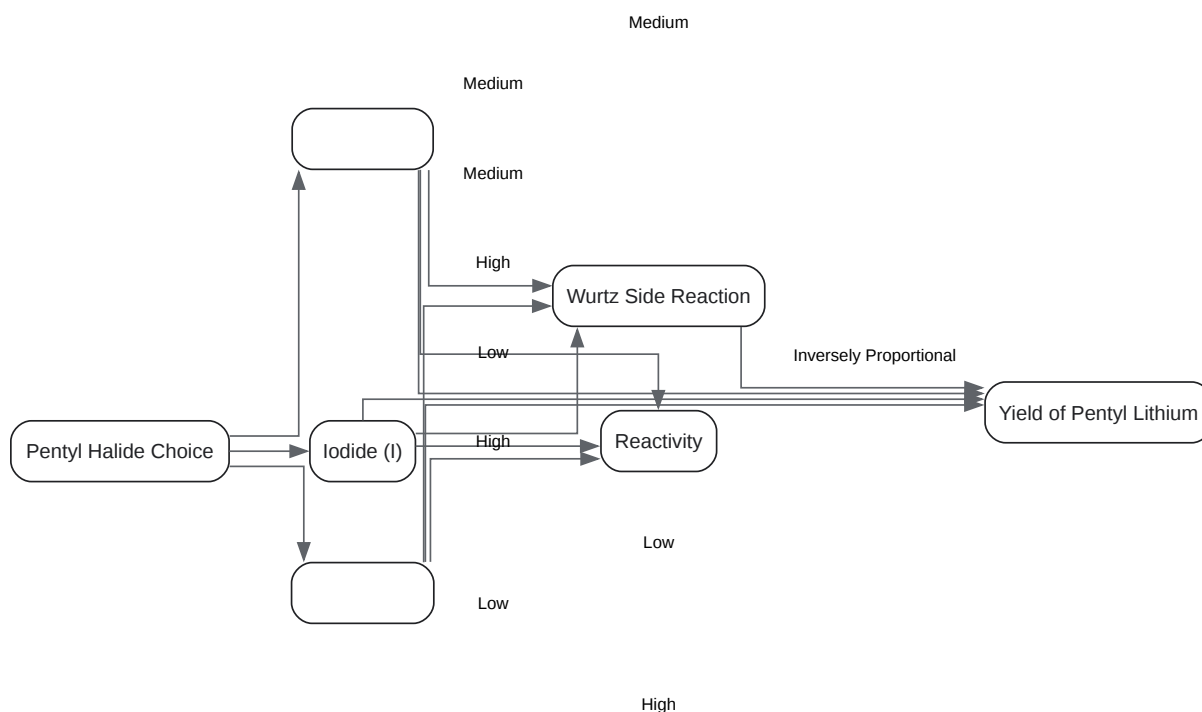 Medium
Medium
Medium
High
Wurtz Side Reaction
Low
Inversely Proportional
Yield of Pentyl Lithium
Pentyl Halide Choice
Iodide (I)
High
Reactivity
Low
Low
High